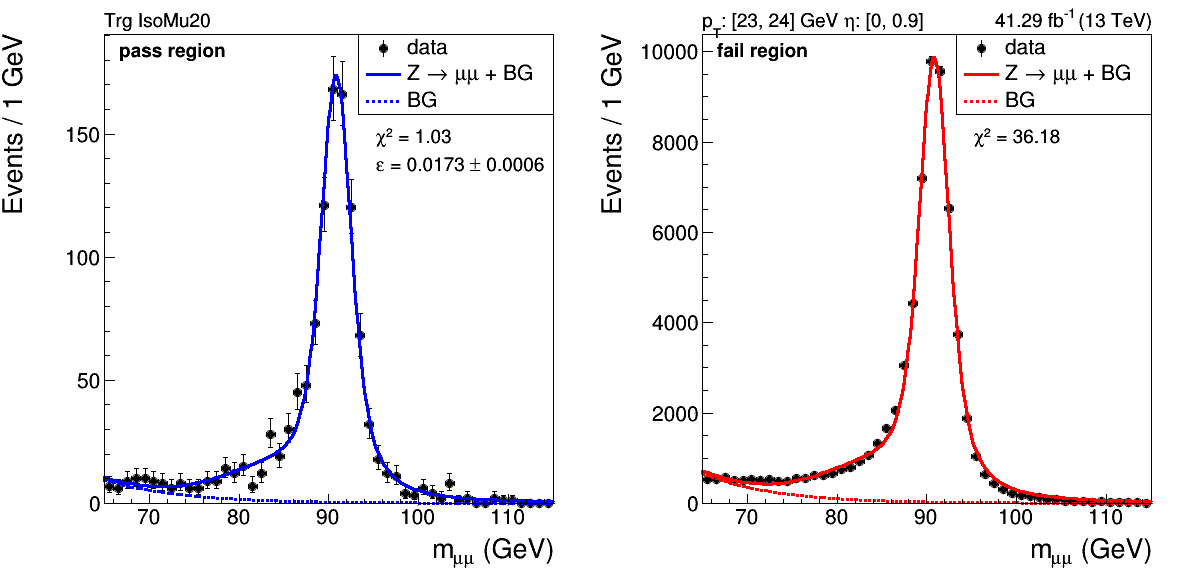 Trg IsoMu20
pass region
data
Z → μμ + BG
BG
χ² = 1.03
ε = 0.0173 ± 0.0006
Events / 1 GeV
150
100
50
0
70 80 90 100 110
m_μμ (GeV)
p_T: [23, 24] GeV η: [0, 0.9] 41.29 fb⁻¹ (13 TeV)
fail region
data
Z → μμ + BG
BG
χ² = 36.18
Events / 1 GeV
10000
8000
6000
4000
2000
0
70 80 90 100 110
m_μμ (GeV)